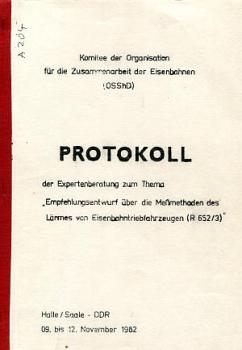 A 204
Komitee der Organisation
für die Zusammenarbeit der Eisenbahnen
(OSShD)
PROTOKOLL
der Expertenberatung zum Thema
„Empfehlungsentwurf über die Meßmethoden des
Lärmes von Eisenbahntriebfahrzeugen (R 652/3)"
Halle/Saale - DDR
09. bis 12. November 1982